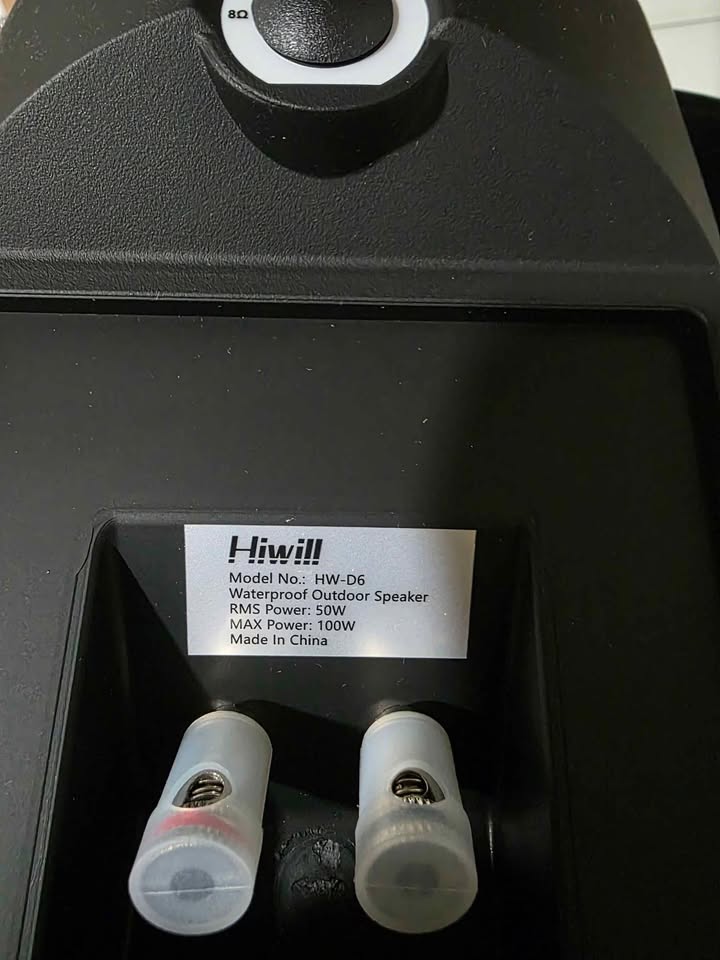 8Ω
Hiwill
Model No.: HW-D6
Waterproof Outdoor Speaker
RMS Power: 50W
MAX Power: 100W
Made In China